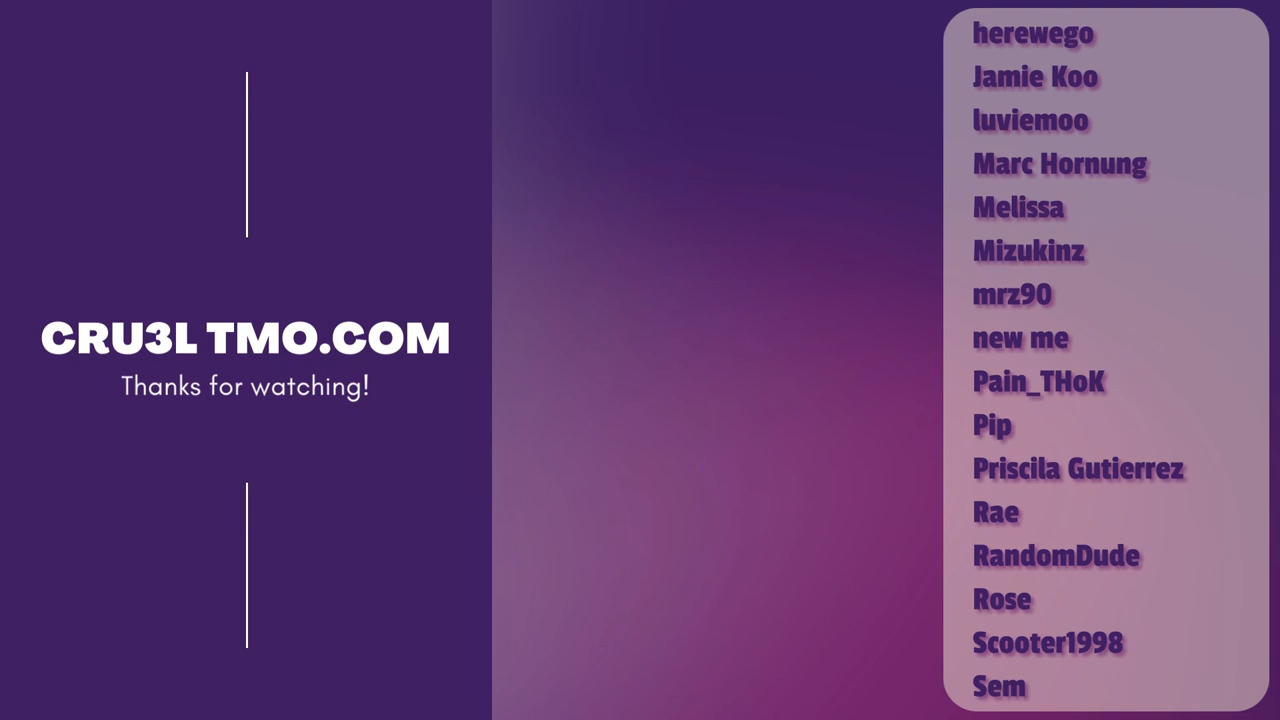 CRU3L TMO.COM
Thanks for watching!
herewego
Jamie Koo
luviemoo
Marc Hornung
Melissa
Mizukinz
mrz90
new me
Pain_THoK
Pip
Priscila Gutierrez
Rae
RandomDude
Rose
Scooter1998
Sem